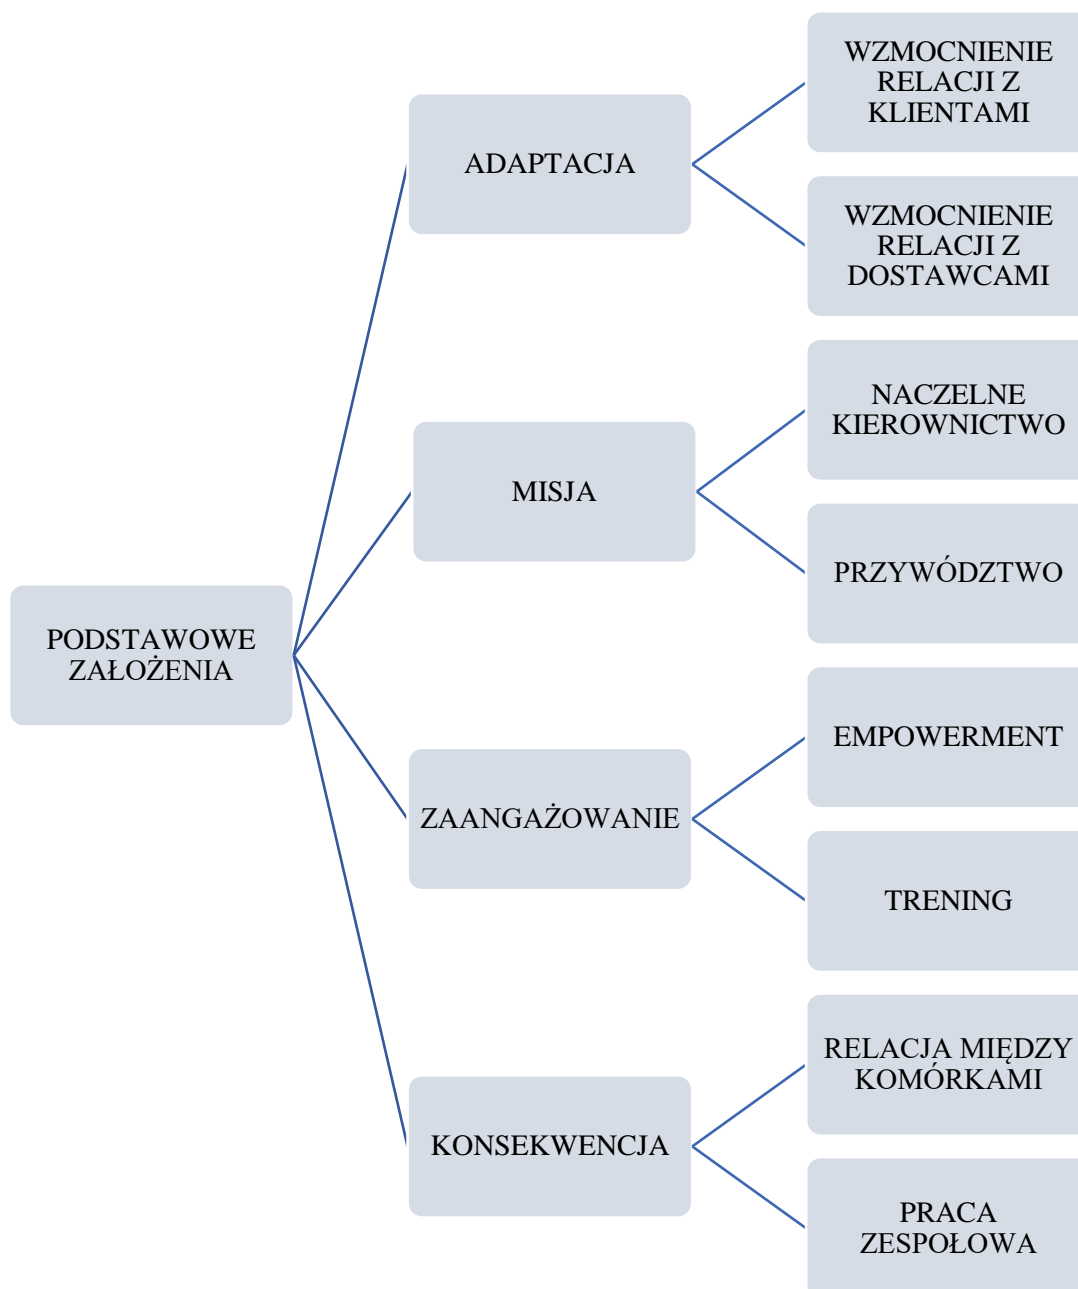 PODSTAWOWE
ZAŁOŻENIA
ADAPTACJA
WZMOCNIENIE
RELACJI Z
KLIENTAMI
WZMOCNIENIE
RELACJI Z
DOSTAWCAMI
MISJA
NACZELNE
KIEROWNICTWO
PRZYWÓDZTWO
ZAANGAŻOWANIE
EMPOWERMENT
TRENING
KONSEKWENCJA
RELACJA MIĘDZY
KOMÓRKAMI
PRACA
ZESPOŁOWA